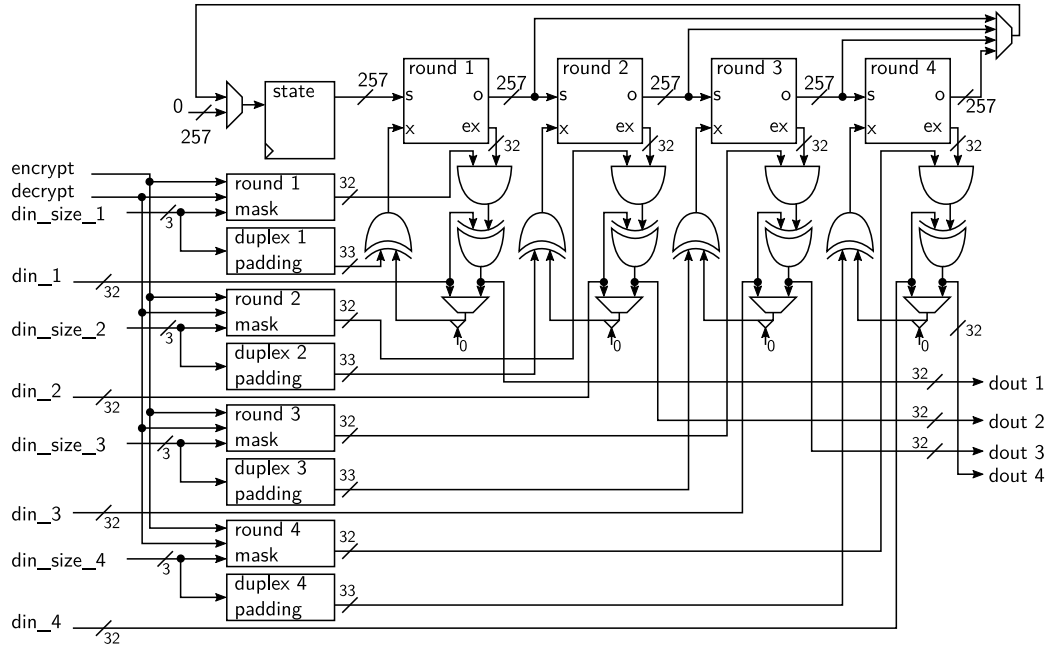 round 1
round 2
round 3
round 4
state
257
257
257
257
257
s
o
s
o
s
o
s
o
0
257
x
ex
x
ex
x
ex
x
ex
32
32
32
32
encrypt
decrypt
din_size_1
3
round 1
mask
32
duplex 1
padding
33
din_1
32
round 2
mask
32
din_size_2
3
0
0
0
0
32
duplex 2
padding
33
din_2
32
32
dout 1
round 3
mask
32
32
dout 2
din_size_3
3
32
dout 3
duplex 3
padding
33
dout 4
din_3
32
round 4
mask
32
din_size_4
3
duplex 4
padding
33
din_4
32